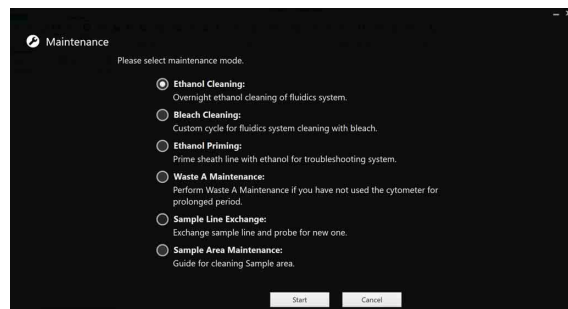 Maintenance
Please select maintenance mode.
Ethanol Cleaning:
Overnight ethanol cleaning of fluidics system.
Bleach Cleaning:
Custom cycle for fluidics system cleaning with bleach.
Ethanol Priming:
Prime sheath line with ethanol for troubleshooting system.
Waste A Maintenance:
Perform Waste A Maintenance if you have not used the cytometer for
prolonged period.
Sample Line Exchange:
Exchange sample line and probe for new one.
Sample Area Maintenance:
Guide for cleaning Sample area.
Start Cancel